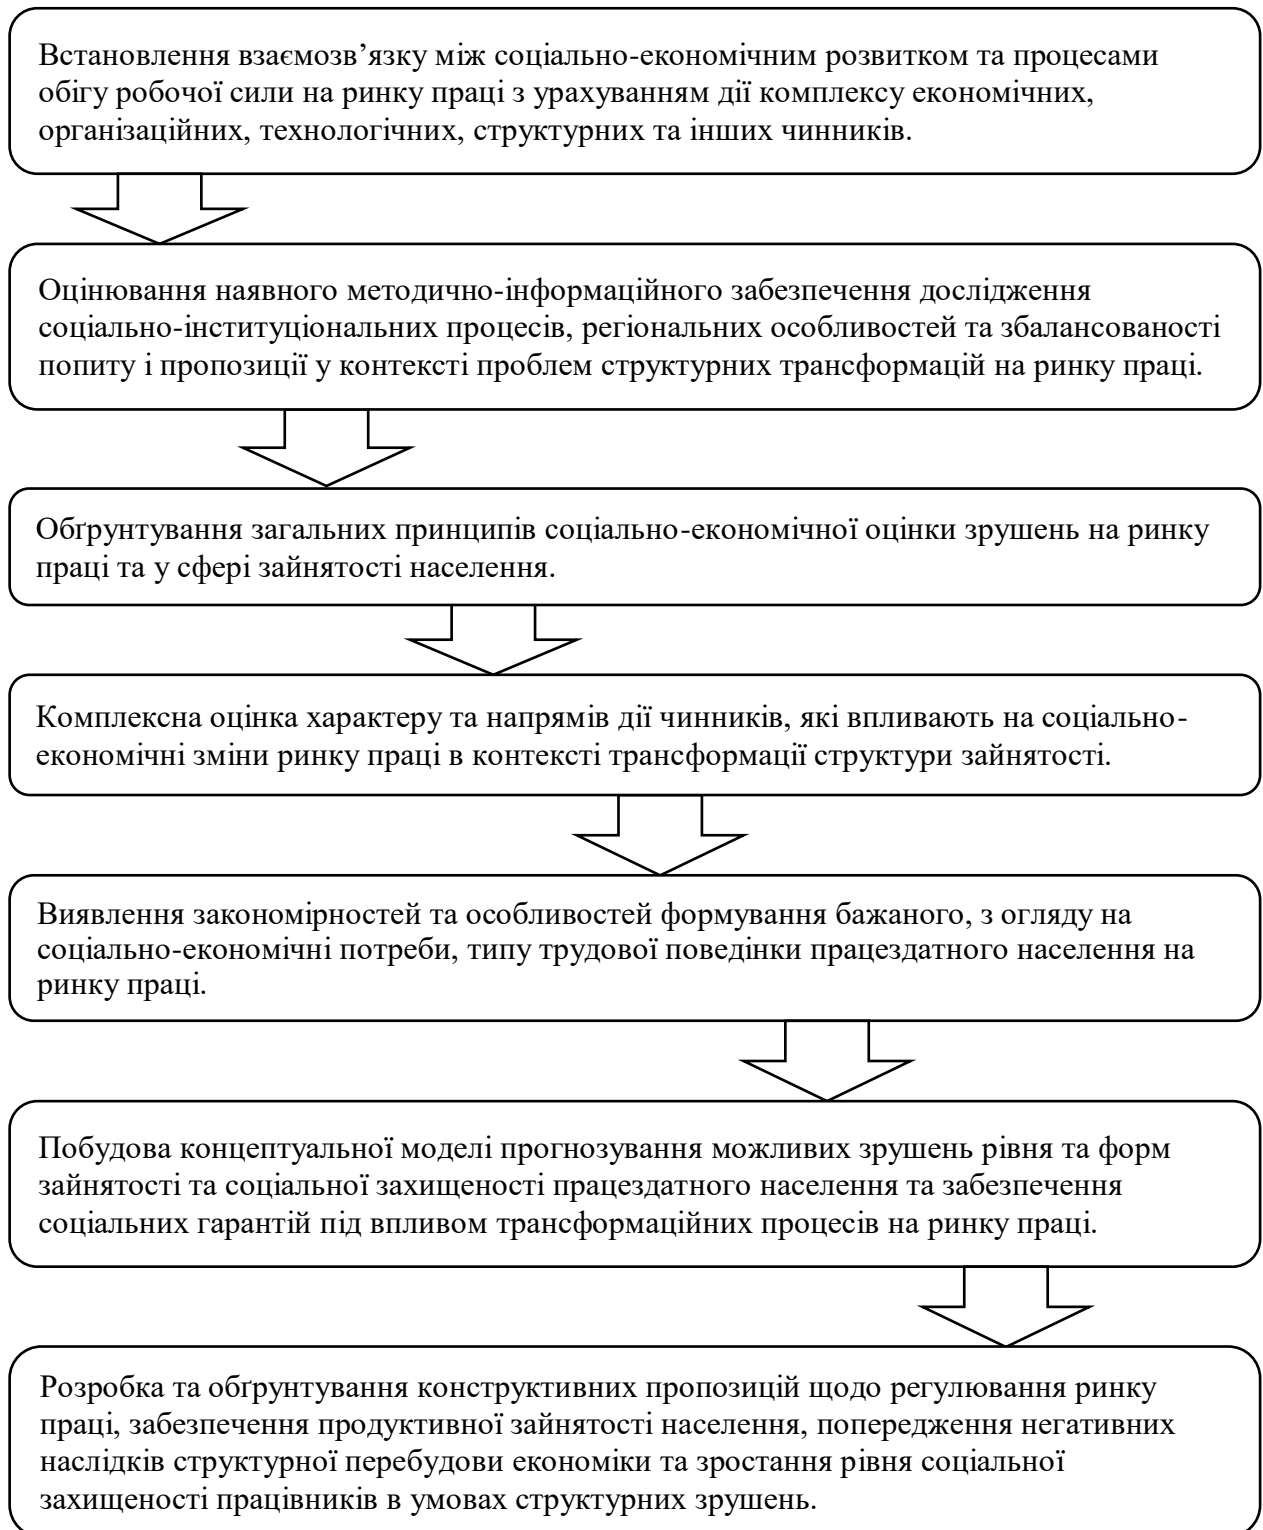 Встановлення взаємозв’язку між соціально-економічним розвитком та процесами
обігу робочої сили на ринку праці з урахуванням дії комплексу економічних,
організаційних, технологічних, структурних та інших чинників.
Оцінювання наявного методично-інформаційного забезпечення дослідження
соціально-інституціональних процесів, регіональних особливостей та збалансованості
попиту і пропозиції у контексті проблем структурних трансформацій на ринку праці.
Обґрунтування загальних принципів соціально-економічної оцінки зрушень на ринку
праці та у сфері зайнятості населення.
Комплексна оцінка характеру та напрямів дії чинників, які впливають на соціально-
економічні зміни ринку праці в контексті трансформації структури зайнятості.
Виявлення закономірностей та особливостей формування бажаного, з огляду на
соціально-економічні потреби, типу трудової поведінки працездатного населення на
ринку праці.
Побудова концептуальної моделі прогнозування можливих зрушень рівня та форм
зайнятості та соціальної захищеності працездатного населення та забезпечення
соціальних гарантій під впливом трансформаційних процесів на ринку праці.
Розробка та обґрунтування конструктивних пропозицій щодо регулювання ринку
праці, забезпечення продуктивної зайнятості населення, попередження негативних
наслідків структурної перебудови економіки та зростання рівня соціальної
захищеності працівників в умовах структурних зрушень.